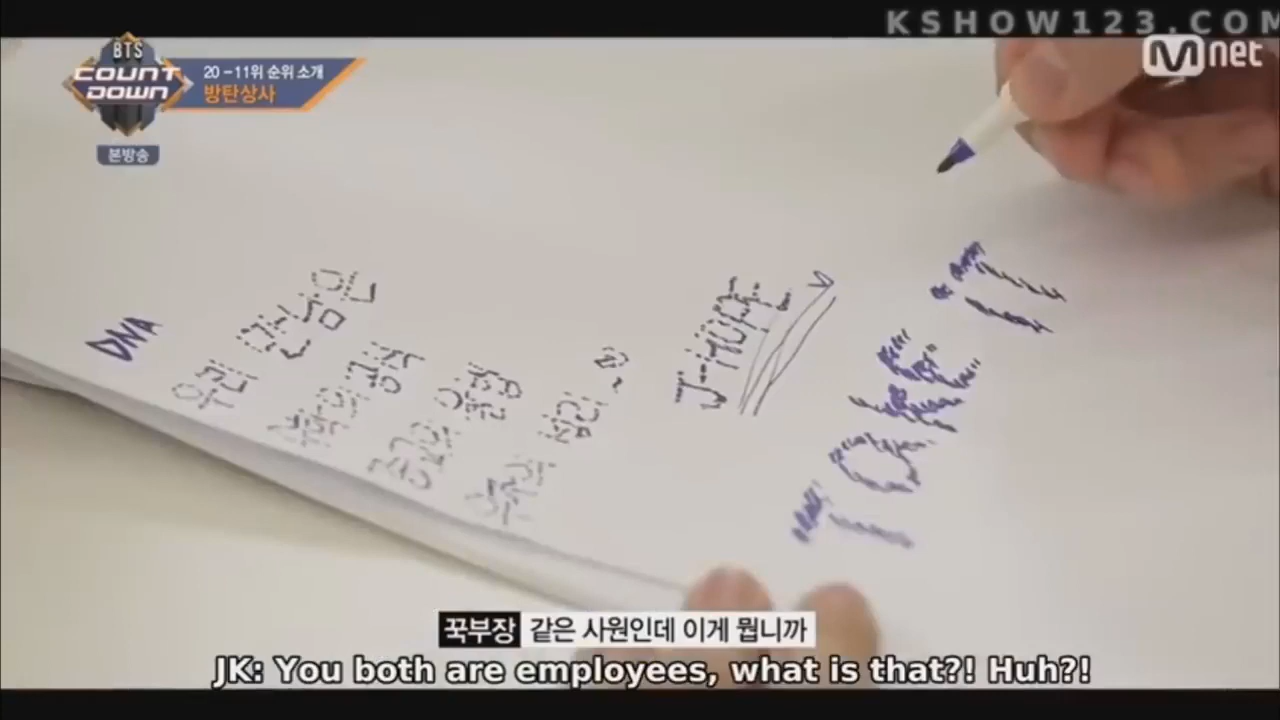 KSHOW123.COM
Mnet
BTS
COUNT
DOWN
20-11위 순위 소개
방탄상사
본방송
DNA
우리 만남은
수학의 공식
종교의 율법
우주의 섭리~
J-HOPE
TAKE IT
꾹부장 같은 사원인데 이게 뭡니까
JK: You both are employees, what is that?! Huh?!